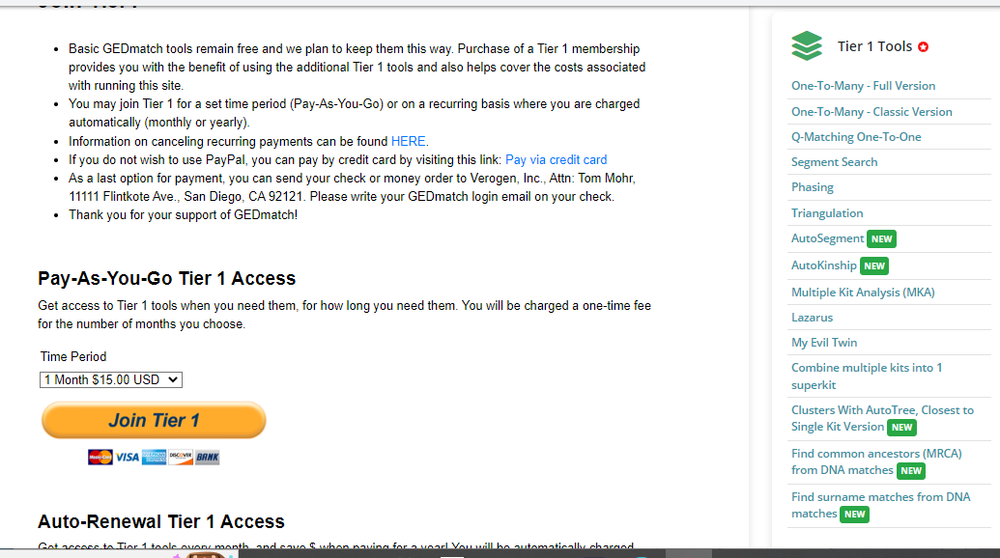 Join Tier 1
• Basic GEDmatch tools remain free and we plan to keep them this way. Purchase of a Tier 1 membership
provides you with the benefit of using the additional Tier 1 tools and also helps cover the costs associated
with running this site.
• You may join Tier 1 for a set time period (Pay-As-You-Go) or on a recurring basis where you are charged
automatically (monthly or yearly).
• Information on canceling recurring payments can be found HERE.
• If you do not wish to use PayPal, you can pay by credit card by visiting this link: Pay via credit card
• As a last option for payment, you can send your check or money order to Verogen, Inc., Attn: Tom Mohr,
11111 Flintkote Ave., San Diego, CA 92121. Please write your GEDmatch login email on your check.
• Thank you for your support of GEDmatch!
Pay-As-You-Go Tier 1 Access
Get access to Tier 1 tools when you need them, for how long you need them. You will be charged a one-time fee
for the number of months you choose.
Time Period
1 Month $15.00 USD
Join Tier 1
MasterCard VISA AMERICAN EXPRESS DISCOVER BANK
Auto-Renewal Tier 1 Access
Get access to Tier 1 tools every month, and save $ when paying for a year! You will be automatically charged
Tier 1 Tools
One-To-Many - Full Version
One-To-Many - Classic Version
Q-Matching One-To-One
Segment Search
Phasing
Triangulation
AutoSegment NEW
AutoKinship NEW
Multiple Kit Analysis (MKA)
Lazarus
My Evil Twin
Combine multiple kits into 1
superkit
Clusters With AutoTree, Closest to
Single Kit Version NEW
Find common ancestors (MRCA)
from DNA matches NEW
Find surname matches from DNA
matches NEW